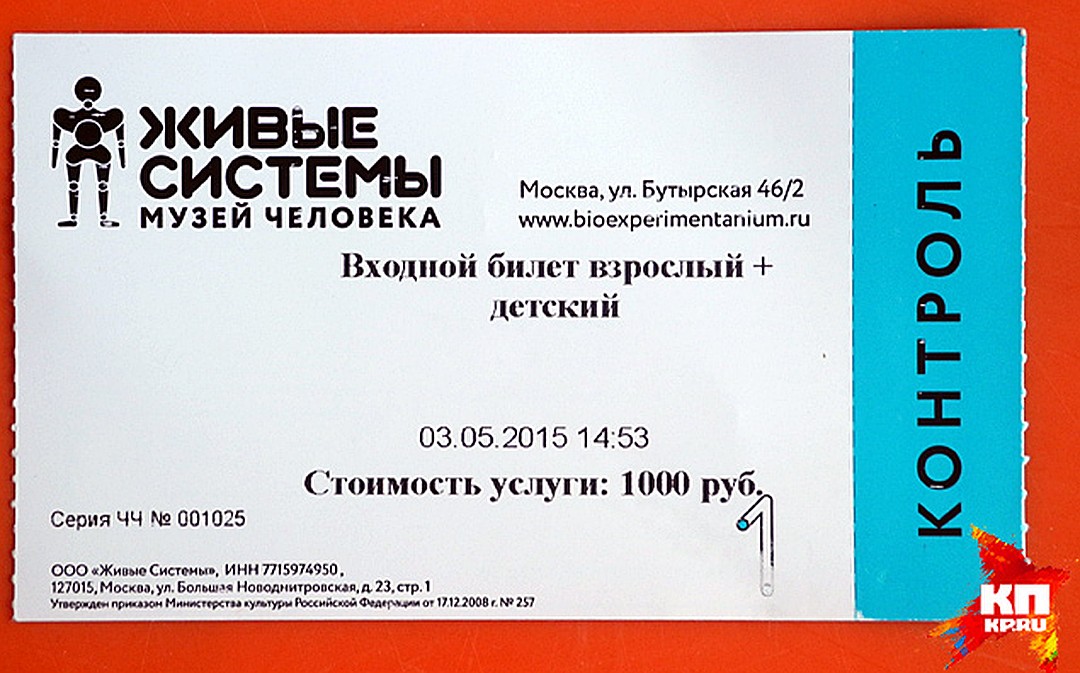 ЖИВЫЕ
СИСТЕМЫ
МУЗЕЙ ЧЕЛОВЕКА
Москва, ул. Бутырская 46/2
www.bioexperimentanium.ru
Входной билет взрослый +
детский
03.05.2015 14:53
Стоимость услуги: 1000 руб.
1
Серия ЧЧ № 001025
ООО «Живые Системы», ИНН 7715974950,
127015, Москва, ул. Большая Новоднитровская, д. 23, стр. 1
Утвержден приказом Министерства культуры Российской Федерации от 17.12.2008 г. № 257
КОНТРОЛЬ
КП
KP.RU